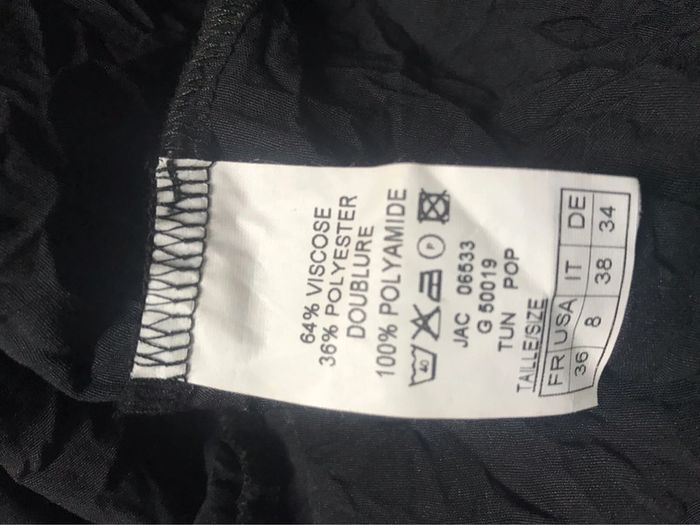 64% VISCOSE
36% POLYESTER
DOUBLURE
100% POLYAMIDE
40 P
JAC 06533
G 50019
TUN POP
TAILLE/SIZE
FR USA IT DE
36 8 38 34